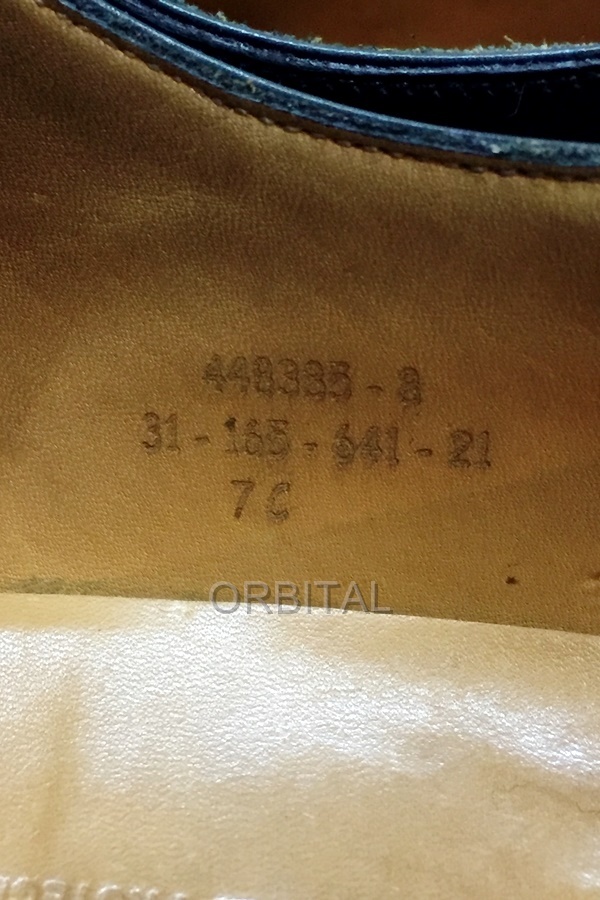 448385 - 8
31 - 165 - 641 - 21
7 C
ORBITAL